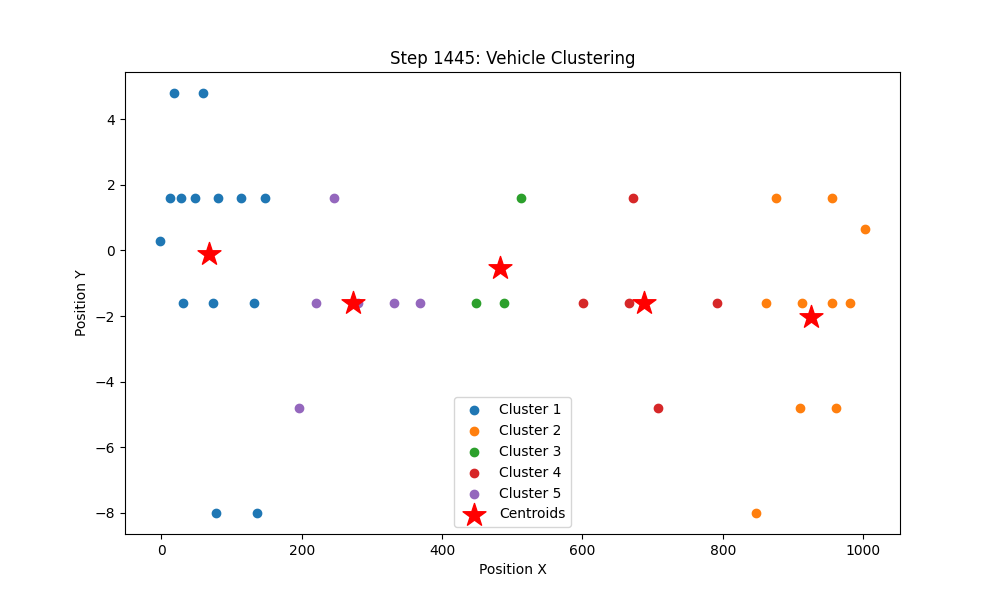 Step 1445: Vehicle Clustering
Position Y
4
2
0
−2
−4
−6
−8
Cluster 1
Cluster 2
Cluster 3
Cluster 4
Cluster 5
Centroids
0 200 400 600 800 1000
Position X